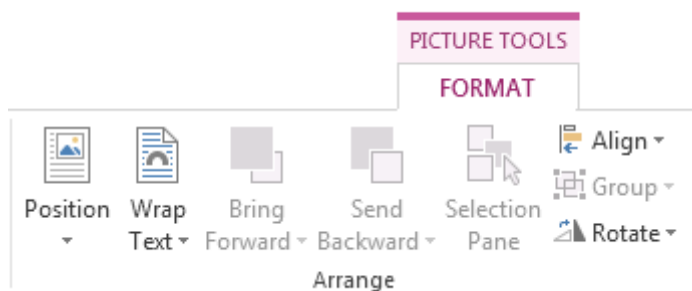 PICTURE TOOLS
FORMAT
Position
Wrap
Text
Bring
Forward
Send
Backward
Selection
Pane
Align
Group
Rotate
Arrange